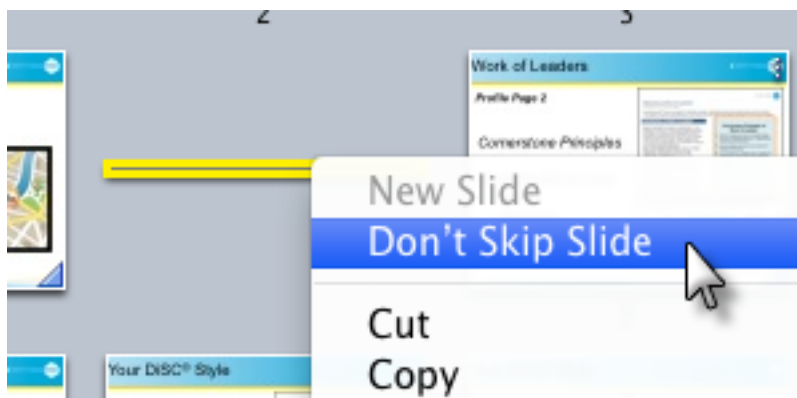 2
3
Work of Leaders
Profile Page 2
Cornerstone Principles
New Slide
Don't Skip Slide
Cut
Copy
Your DiSC® Style